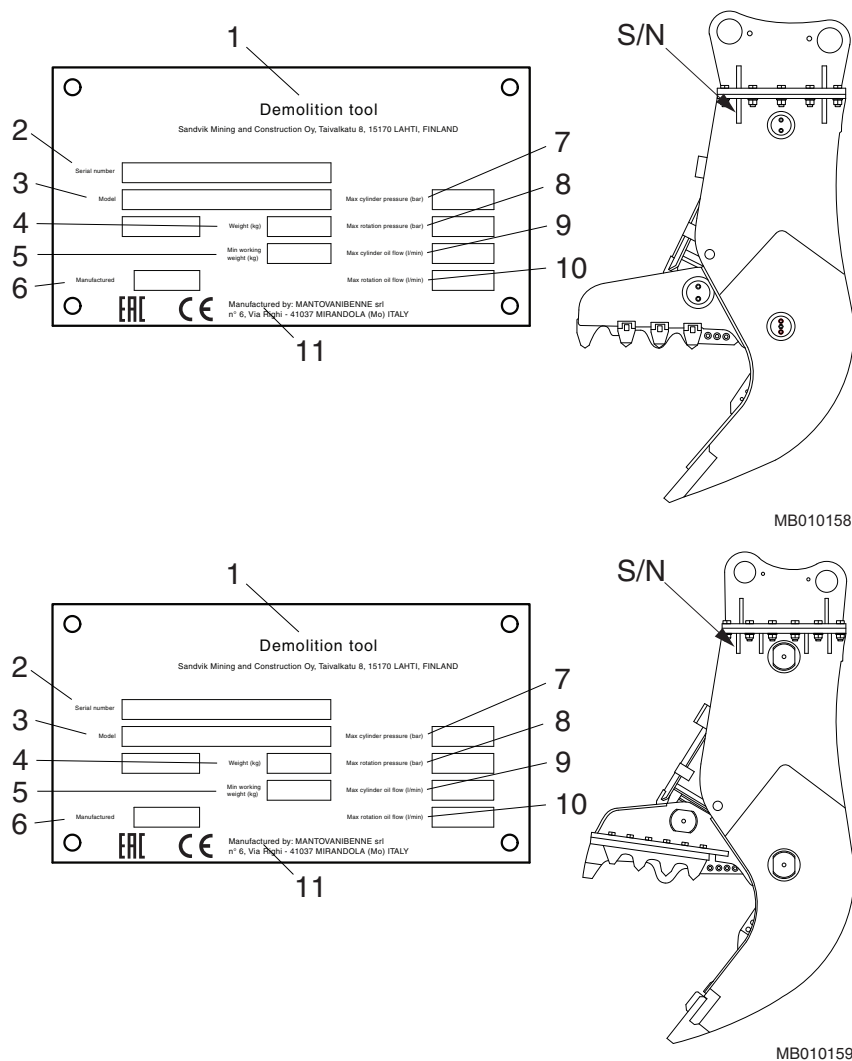 1
S/N
Demolition tool
Sandvik Mining and Construction Oy, Taivalkatu 8, 15170 LAHTI, FINLAND
2
Serial number
7
3
Model
Max cylinder pressure (bar)
8
4
Weight (kg)
Max rotation pressure (bar)
9
5
Min working
weight (kg)
Max cylinder oil flow (l/min)
10
6
Manufactured
Max rotation oil flow (l/min)
EAC CE
Manufactured by: MANTOVANIBENNE srl
n° 6, Via Righi - 41037 MIRANDOLA (Mo) ITALY
11
MB010158
1
S/N
Demolition tool
Sandvik Mining and Construction Oy, Taivalkatu 8, 15170 LAHTI, FINLAND
2
Serial number
7
3
Model
Max cylinder pressure (bar)
8
4
Weight (kg)
Max rotation pressure (bar)
9
5
Min working
weight (kg)
Max cylinder oil flow (l/min)
10
6
Manufactured
Max rotation oil flow (l/min)
EAC CE
Manufactured by: MANTOVANIBENNE srl
n° 6, Via Righi - 41037 MIRANDOLA (Mo) ITALY
11
MB010159